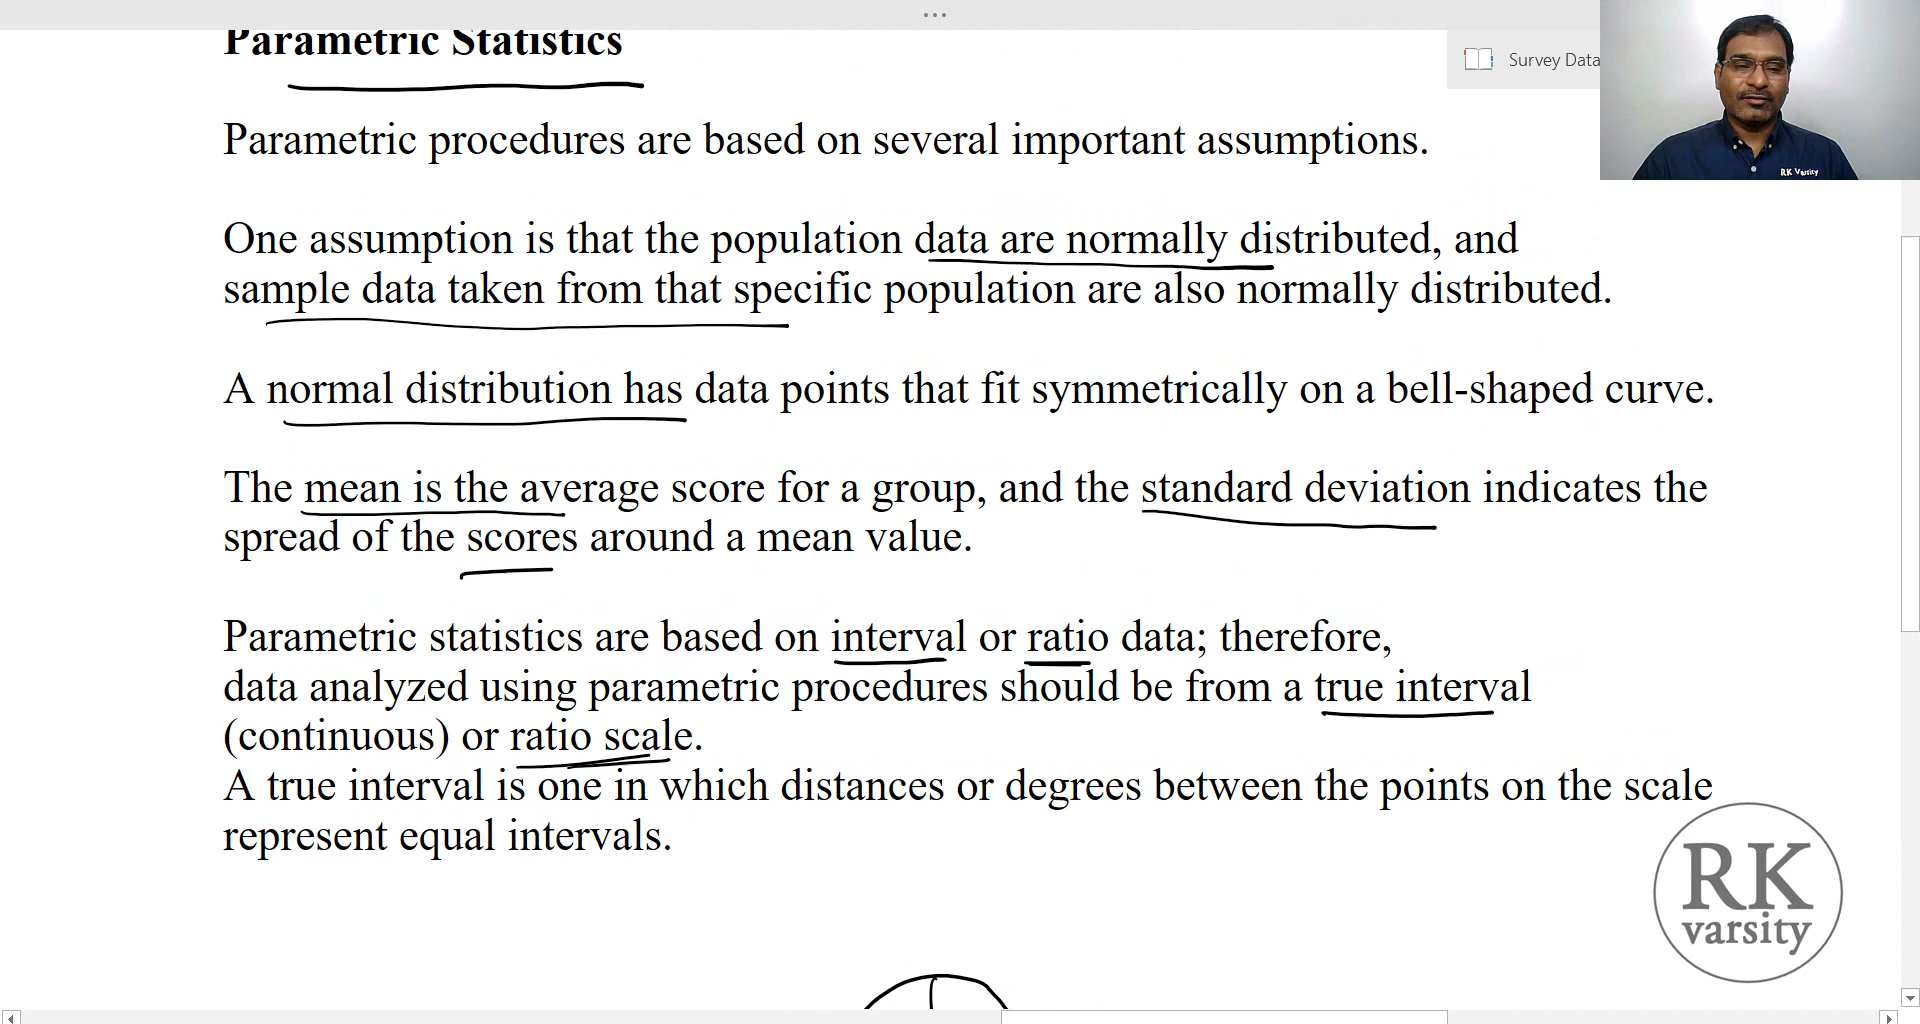 Parametric Statistics
Survey Data
RK Varsity
Parametric procedures are based on several important assumptions.
One assumption is that the population data are normally distributed, and
sample data taken from that specific population are also normally distributed.
A normal distribution has data points that fit symmetrically on a bell-shaped curve.
The mean is the average score for a group, and the standard deviation indicates the
spread of the scores around a mean value.
Parametric statistics are based on interval or ratio data; therefore,
data analyzed using parametric procedures should be from a true interval
(continuous) or ratio scale.
A true interval is one in which distances or degrees between the points on the scale
represent equal intervals.
RK
varsity